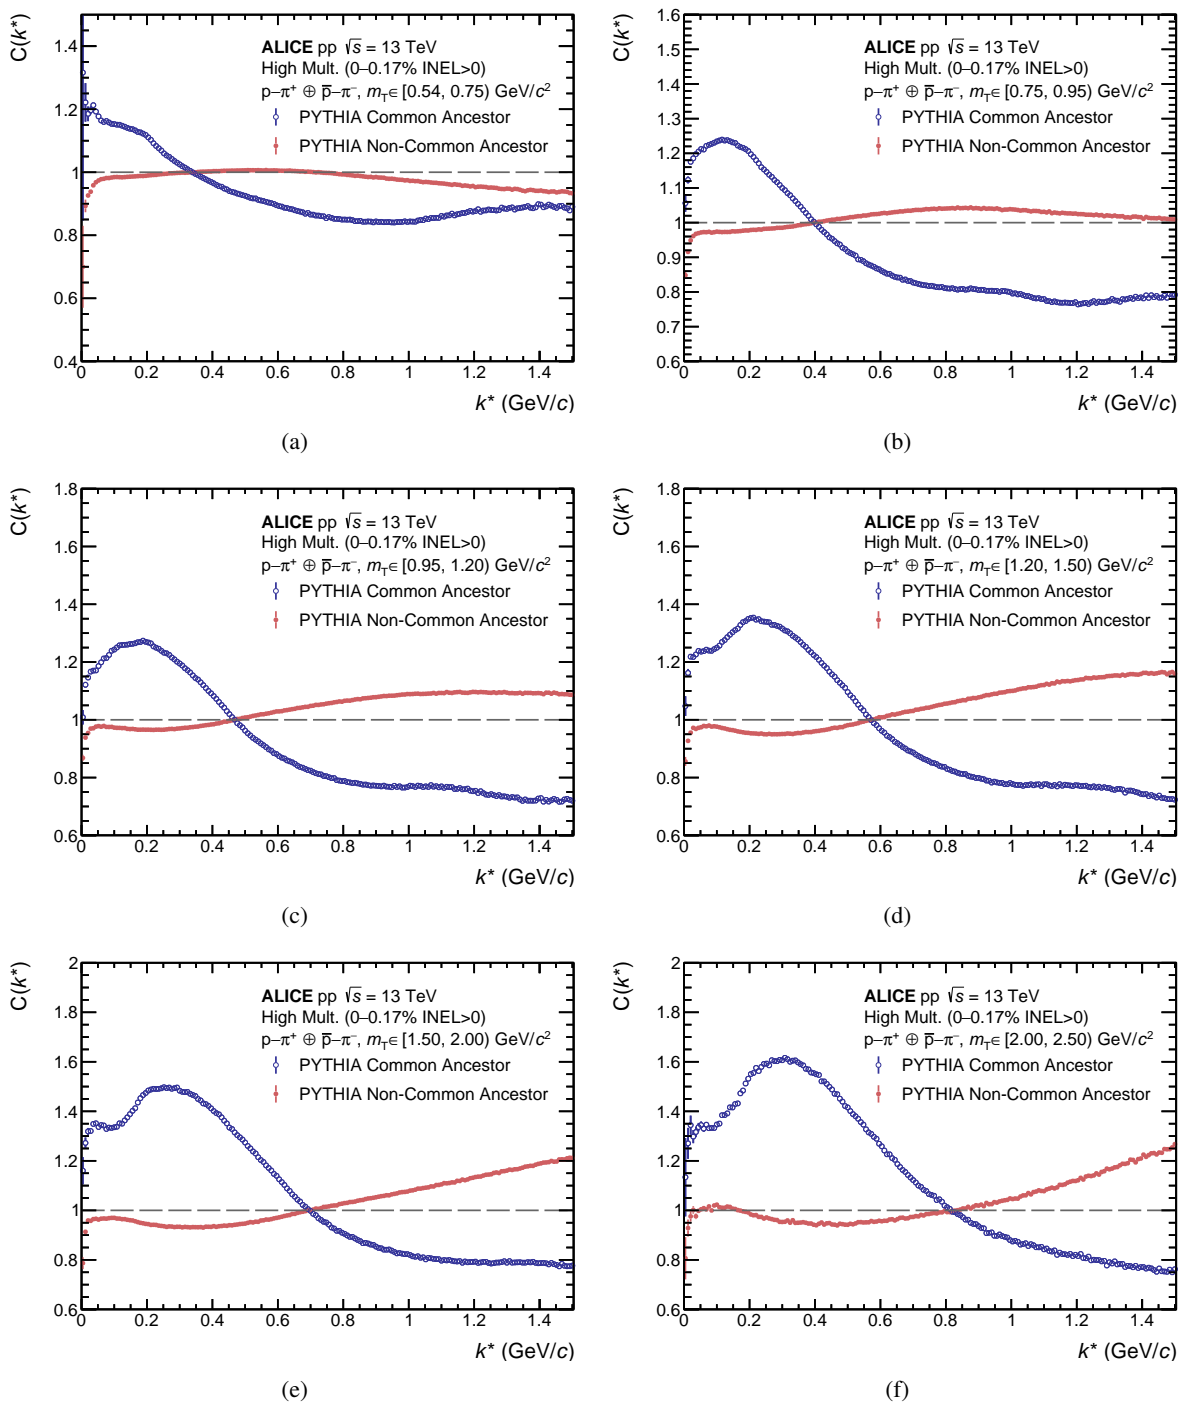 C(k*)
1.4
1.2
1
0.8
0.6
0.4
ALICE pp √s = 13 TeV
High Mult. (0–0.17% INEL>0)
p–π⁺ ⊕ p̅–π⁻, m_T∈ [0.54, 0.75) GeV/c²
PYTHIA Common Ancestor
PYTHIA Non-Common Ancestor
0 0.2 0.4 0.6 0.8 1 1.2 1.4
k* (GeV/c)
(a)
C(k*)
1.6
1.5
1.4
1.3
1.2
1.1
1
0.9
0.8
0.7
0.6
ALICE pp √s = 13 TeV
High Mult. (0–0.17% INEL>0)
p–π⁺ ⊕ p̅–π⁻, m_T∈ [0.75, 0.95) GeV/c²
PYTHIA Common Ancestor
PYTHIA Non-Common Ancestor
0 0.2 0.4 0.6 0.8 1 1.2 1.4
k* (GeV/c)
(b)
C(k*)
1.8
1.6
1.4
1.2
1
0.8
0.6
ALICE pp √s = 13 TeV
High Mult. (0–0.17% INEL>0)
p–π⁺ ⊕ p̅–π⁻, m_T∈ [0.95, 1.20) GeV/c²
PYTHIA Common Ancestor
PYTHIA Non-Common Ancestor
0 0.2 0.4 0.6 0.8 1 1.2 1.4
k* (GeV/c)
(c)
C(k*)
1.8
1.6
1.4
1.2
1
0.8
0.6
ALICE pp √s = 13 TeV
High Mult. (0–0.17% INEL>0)
p–π⁺ ⊕ p̅–π⁻, m_T∈ [1.20, 1.50) GeV/c²
PYTHIA Common Ancestor
PYTHIA Non-Common Ancestor
0 0.2 0.4 0.6 0.8 1 1.2 1.4
k* (GeV/c)
(d)
C(k*)
2
1.8
1.6
1.4
1.2
1
0.8
0.6
ALICE pp √s = 13 TeV
High Mult. (0–0.17% INEL>0)
p–π⁺ ⊕ p̅–π⁻, m_T∈ [1.50, 2.00) GeV/c²
PYTHIA Common Ancestor
PYTHIA Non-Common Ancestor
0 0.2 0.4 0.6 0.8 1 1.2 1.4
k* (GeV/c)
(e)
C(k*)
2
1.8
1.6
1.4
1.2
1
0.8
0.6
ALICE pp √s = 13 TeV
High Mult. (0–0.17% INEL>0)
p–π⁺ ⊕ p̅–π⁻, m_T∈ [2.00, 2.50) GeV/c²
PYTHIA Common Ancestor
PYTHIA Non-Common Ancestor
0 0.2 0.4 0.6 0.8 1 1.2 1.4
k* (GeV/c)
(f)